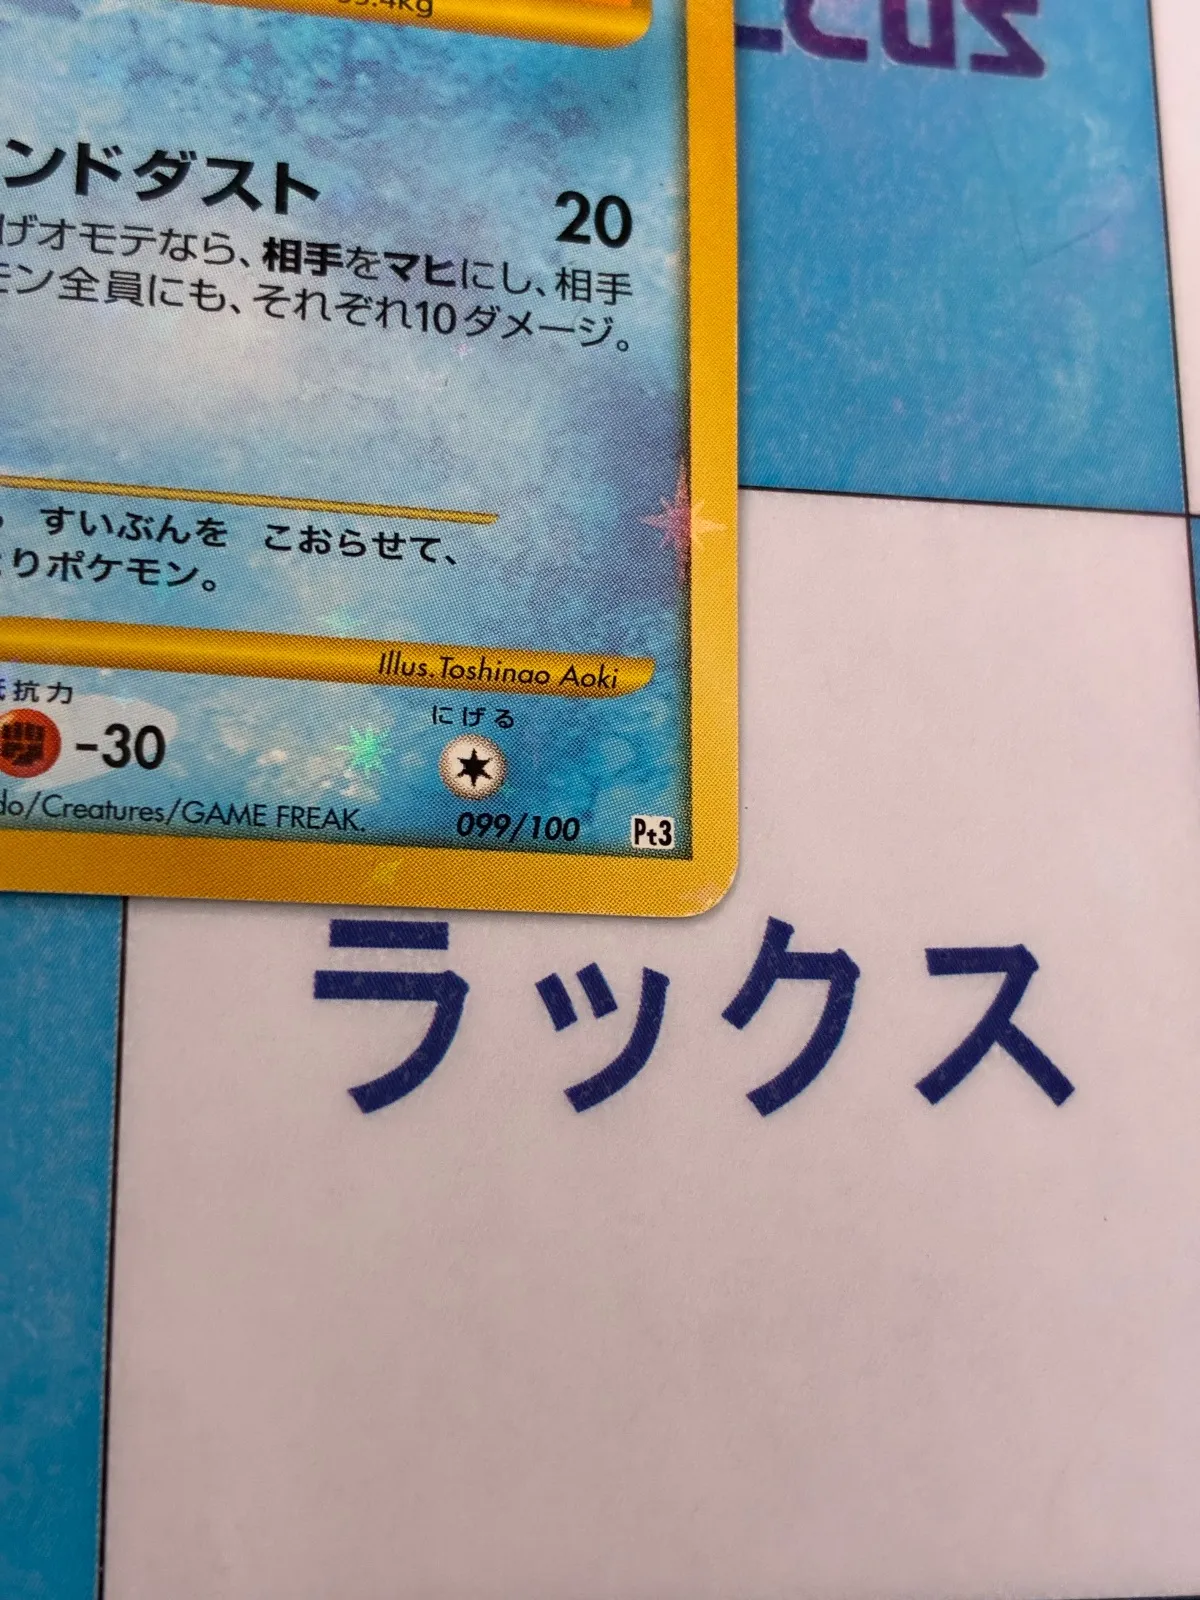 ンドダスト 20
げオモテなら、相手をマヒにし、相手
モン全員にも、それぞれ10ダメージ。
すいぶんを こおらせて、
りポケモン。
Illus. Toshinao Aoki
抗力 にげる
-30
do/Creatures/GAME FREAK. 099/100 Pt3
ラックス